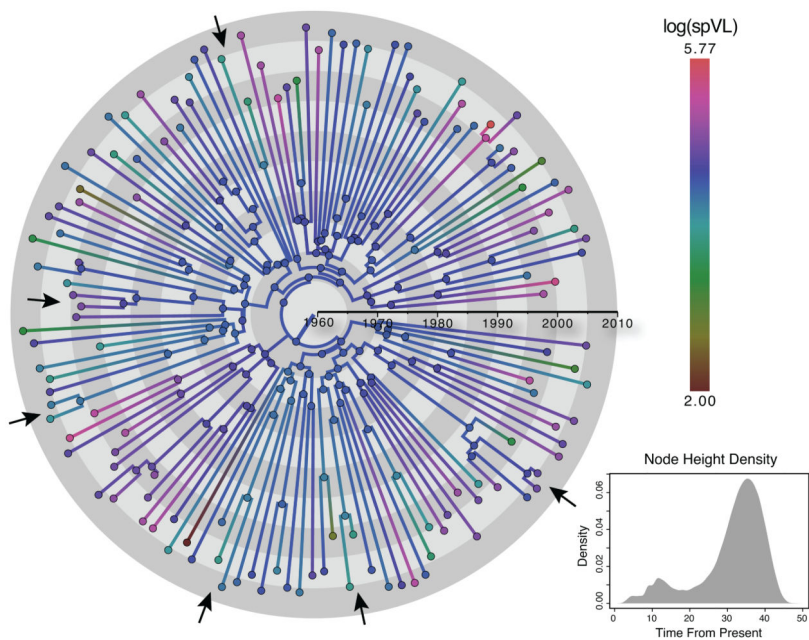 log(spVL)
5.77
2.00
1960 1970 1980 1990 2000 2010
Node Height Density
Density
0.00 0.02 0.04 0.06
0 10 20 30 40 50
Time From Present